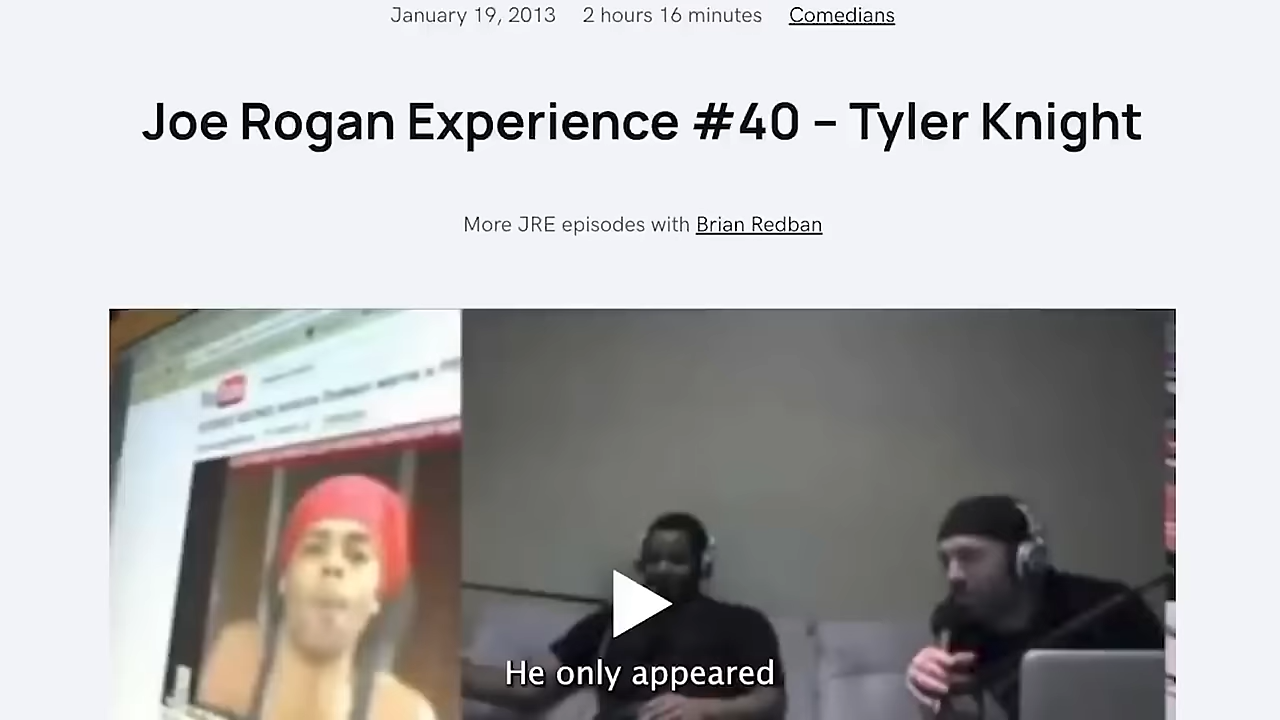 January 19, 2013 2 hours 16 minutes Comedians
Joe Rogan Experience #40 – Tyler Knight
More JRE episodes with Brian Redban
He only appeared